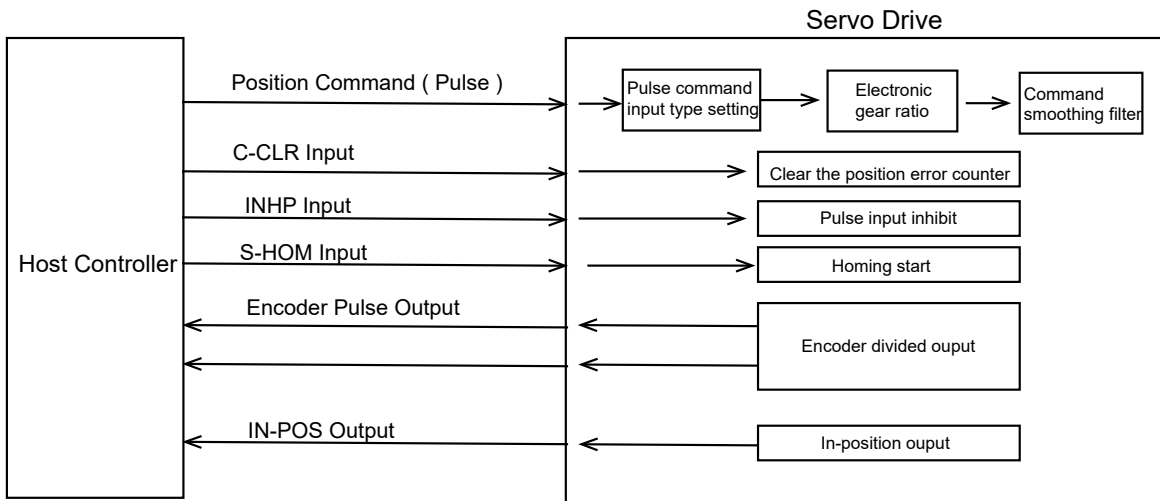 Servo Drive
Position Command ( Pulse )
Pulse command
input type setting
Electronic
gear ratio
Command
smoothing filter
C-CLR Input
Clear the position error counter
INHP Input
Pulse input inhibit
Host Controller
S-HOM Input
Homing start
Encoder Pulse Output
Encoder divided ouput
IN-POS Output
In-position ouput